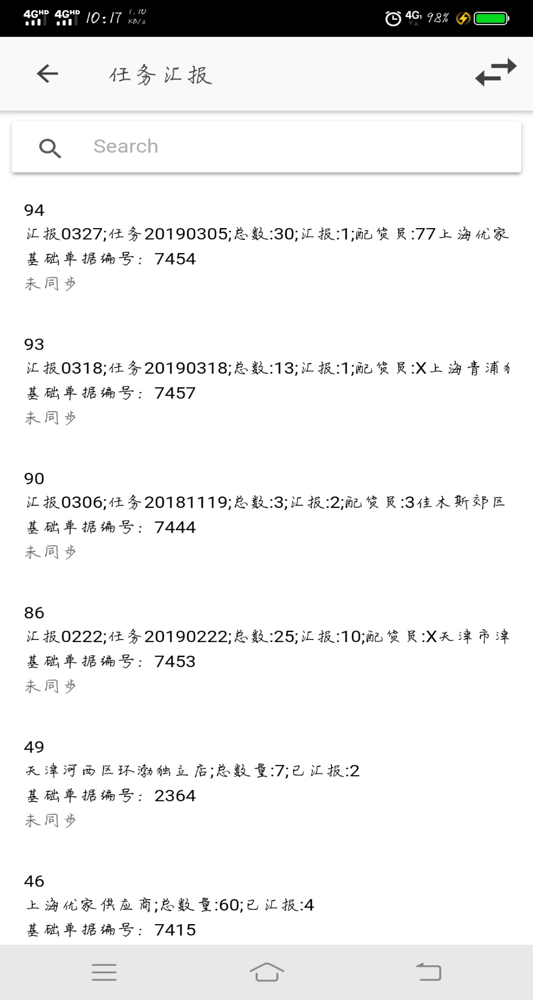 4GHD 4GHD 10:17 1.10 KB/s 4G 98%
任务汇报
Search
94
汇报0327;任务20190305;总数:30;汇报:1;配货员:77上海优家
基础单据编号：7454
未同步
93
汇报0318;任务20190318;总数:13;汇报:1;配货员:X上海青浦
基础单据编号：7457
未同步
90
汇报0306;任务20181119;总数:3;汇报:2;配货员:3佳木斯郊区
基础单据编号：7444
未同步
86
汇报0222;任务20190222;总数:25;汇报:10;配货员:X天津市津
基础单据编号：7453
未同步
49
天津河西区环渤独立店;总数量:7;已汇报:2
基础单据编号：2364
未同步
46
上海优家供应商;总数量:60;已汇报:4
基础单据编号：7415